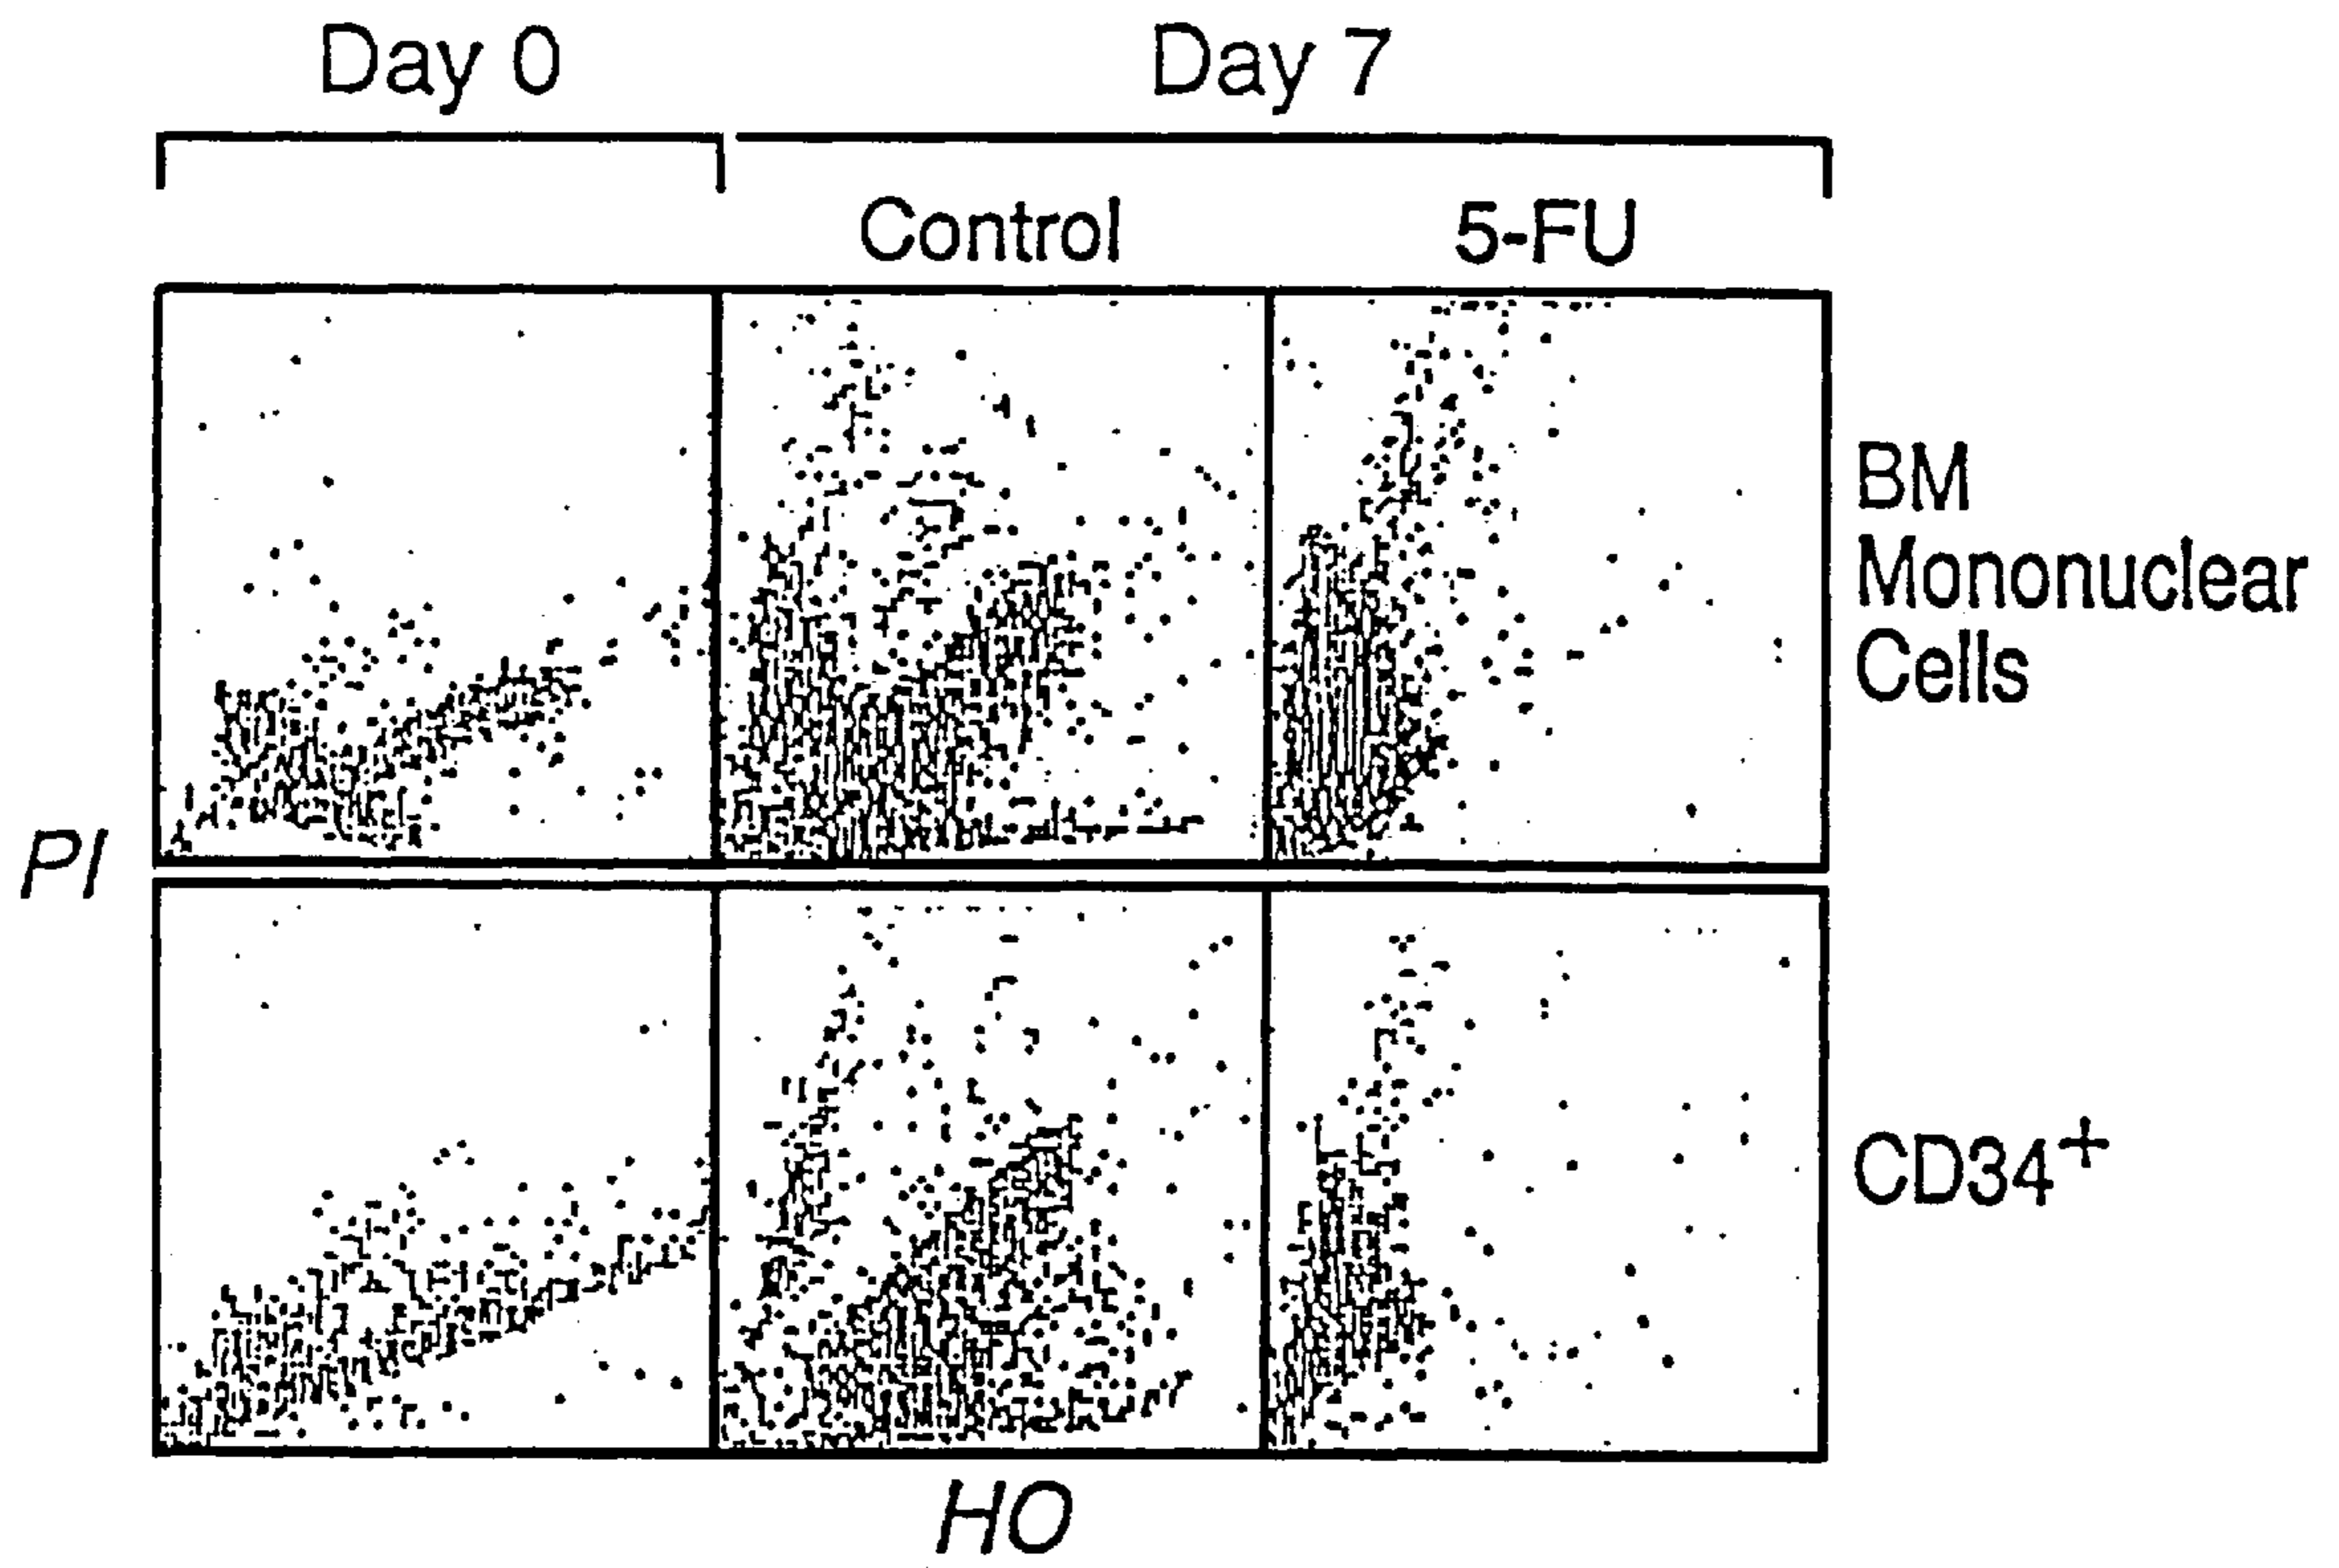 Day 0
Day 7
Control
5-FU
BM
Mononuclear
Cells
PI
CD34+
HO